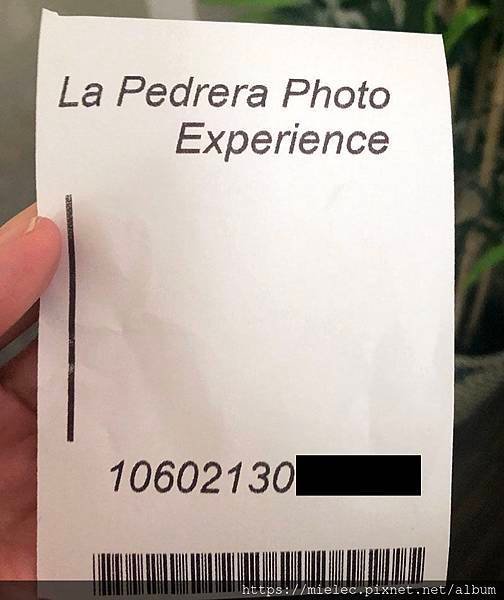 La Pedrera Photo
Experience
10602130
https://mielec.pixnet.net/album